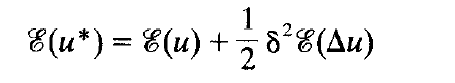 ℰ(u*) = ℰ(u) + 1/2 δ²ℰ(Δu)